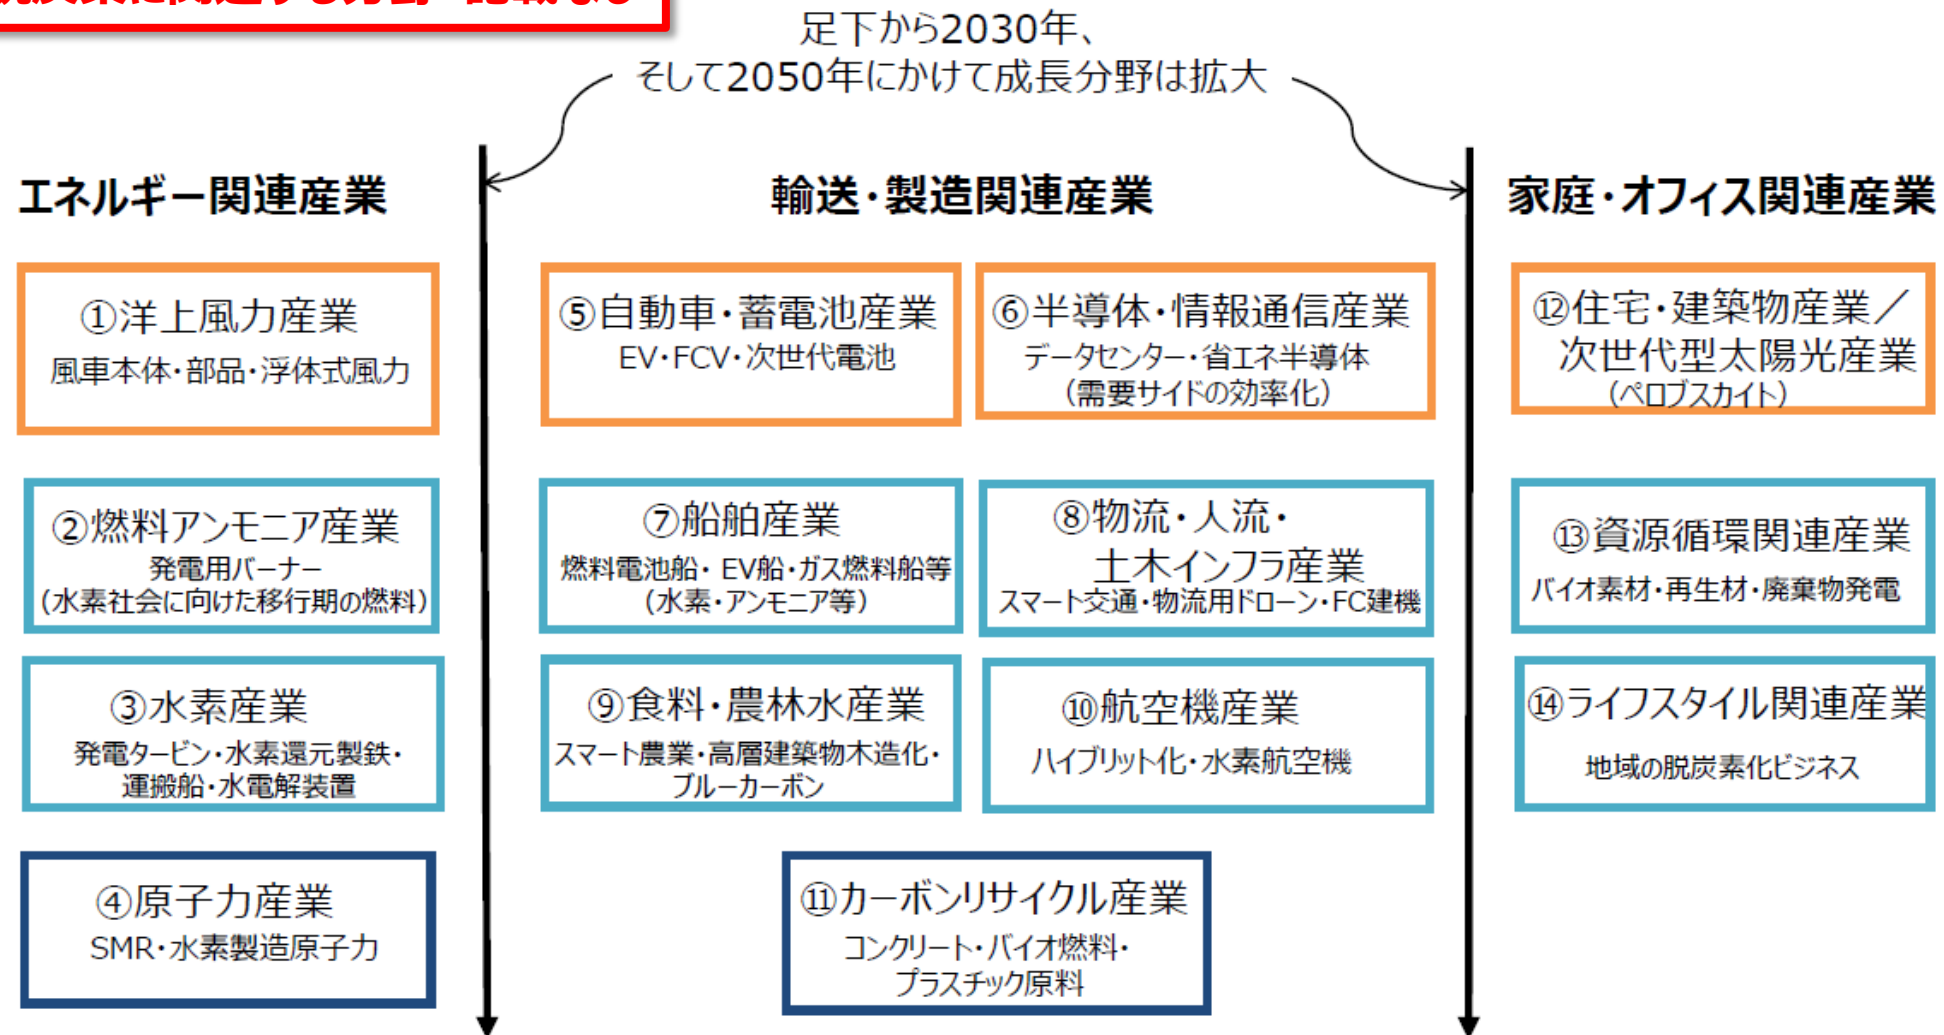 脱炭素に関連する分野 記載なし
足下から2030年、
そして2050年にかけて成長分野は拡大
エネルギー関連産業
輸送・製造関連産業
家庭・オフィス関連産業
①洋上風力産業
風車本体・部品・浮体式風力
②燃料アンモニア産業
発電用バーナー
（水素社会に向けた移行期の燃料）
③水素産業
発電タービン・水素還元製鉄・
運搬船・水電解装置
④原子力産業
SMR・水素製造原子力
⑤自動車・蓄電池産業
EV・FCV・次世代電池
⑥半導体・情報通信産業
データセンター・省エネ半導体
（需要サイドの効率化）
⑦船舶産業
燃料電池船・EV船・ガス燃料船等
（水素・アンモニア等）
⑧物流・人流・
土木インフラ産業
スマート交通・物流用ドローン・FC建機
⑨食料・農林水産業
スマート農業・高層建築物木造化・
ブルーカーボン
⑩航空機産業
ハイブリット化・水素航空機
⑪カーボンリサイクル産業
コンクリート・バイオ燃料・
プラスチック原料
⑫住宅・建築物産業／
次世代型太陽光産業
（ペロブスカイト）
⑬資源循環関連産業
バイオ素材・再生材・廃棄物発電
⑭ライフスタイル関連産業
地域の脱炭素化ビジネス